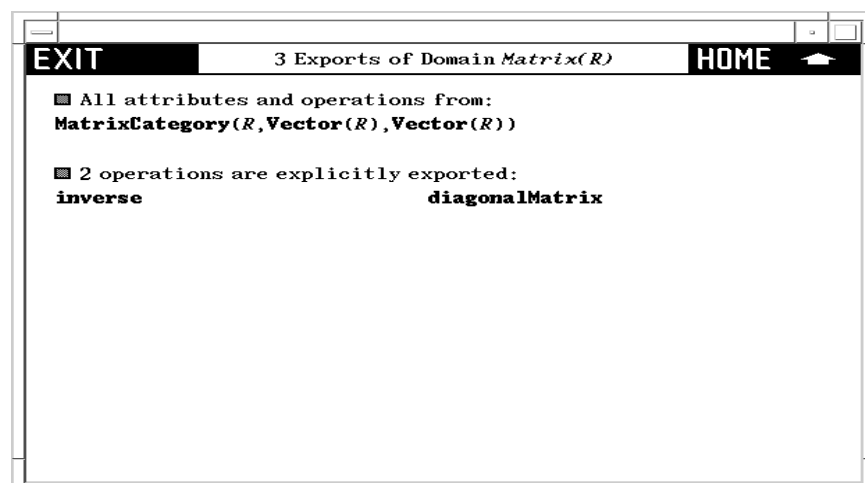 EXIT 3 Exports of Domain Matrix(R) HOME
All attributes and operations from:
MatrixCategory(R,Vector(R),Vector(R))
2 operations are explicitly exported:
inverse diagonalMatrix